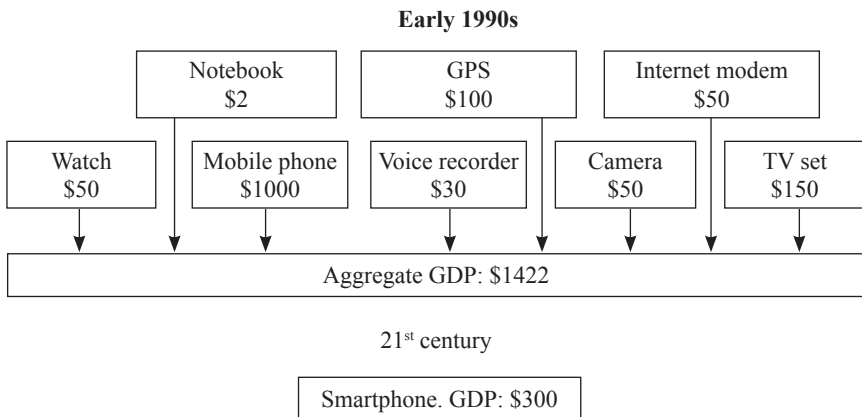 Early 1990s
Notebook
$2
GPS
$100
Internet modem
$50
Watch
$50
Mobile phone
$1000
Voice recorder
$30
Camera
$50
TV set
$150
Aggregate GDP: $1422
21st century
Smartphone. GDP: $300